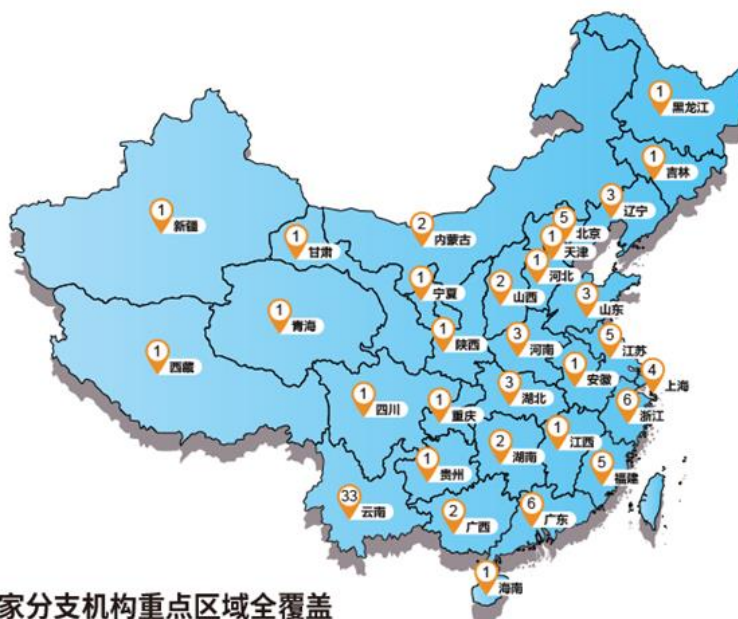 1
黑龙江
1
吉林
3
辽宁
5
北京
1
天津
1
河北
2
内蒙古
1
新疆
1
甘肃
1
宁夏
2
山西
3
山东
1
青海
1
陕西
3
河南
5
江苏
1
西藏
1
安徽
4
上海
1
四川
1
重庆
3
湖北
6
浙江
1
江西
2
湖南
1
贵州
5
福建
33
云南
2
广西
6
广东
1
海南
家分支机构重点区域全覆盖